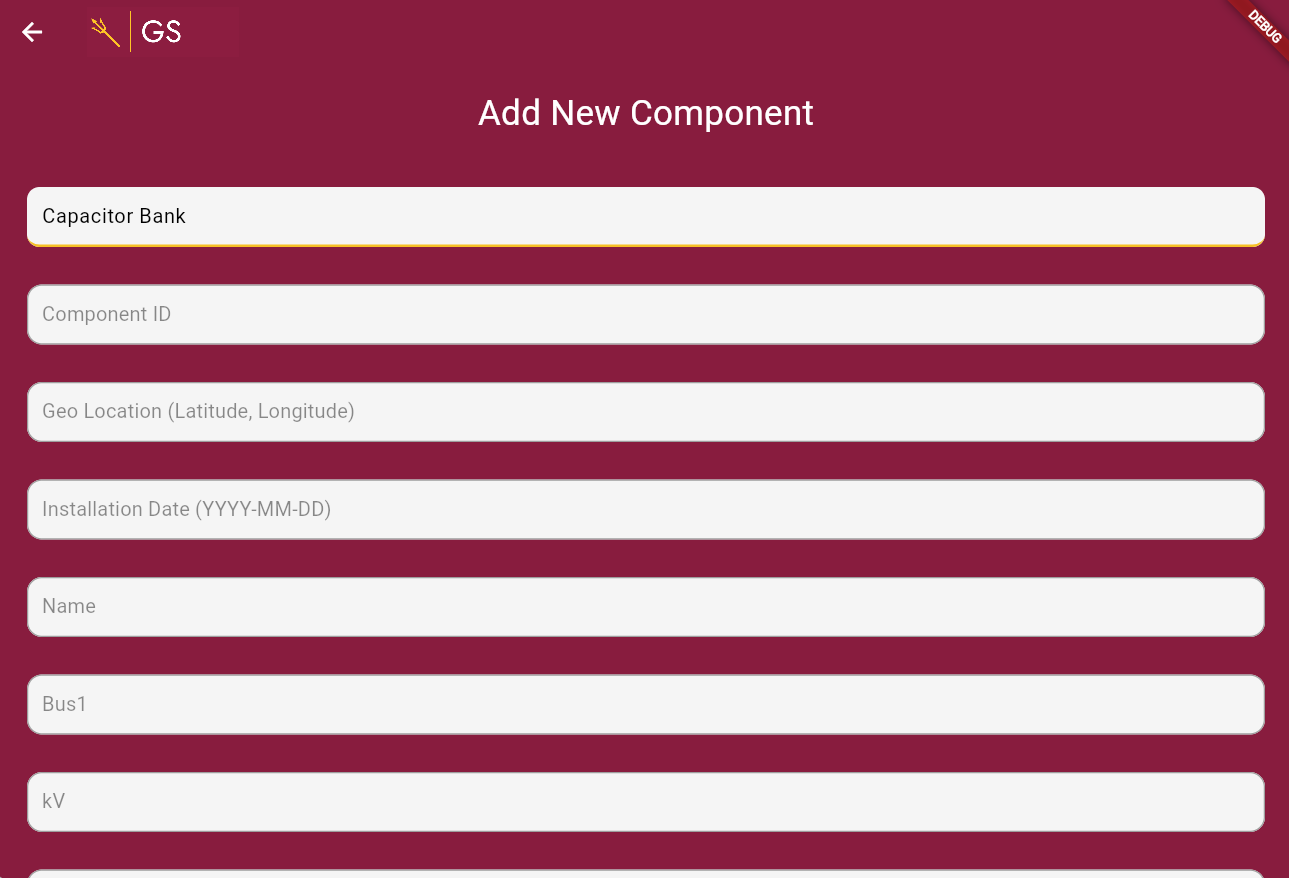 GS
DEBUG
Add New Component
Capacitor Bank
Component ID
Geo Location (Latitude, Longitude)
Installation Date (YYYY-MM-DD)
Name
Bus1
kV